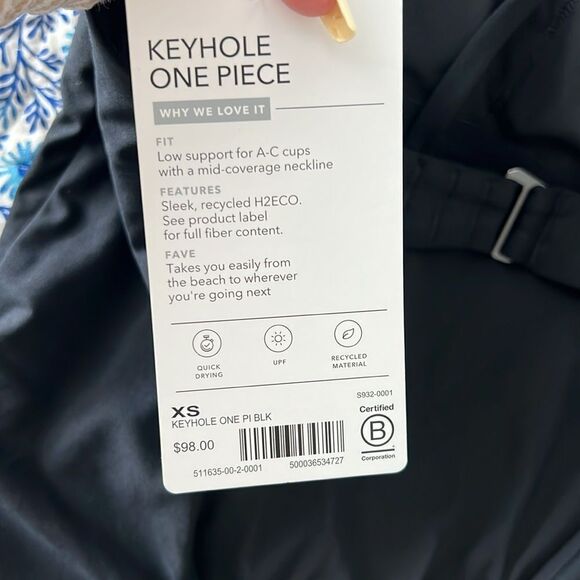 KEYHOLE
ONE PIECE
WHY WE LOVE IT
FIT
Low support for A-C cups
with a mid-coverage neckline
FEATURES
Sleek, recycled H2ECO.
See product label
for full fiber content.
FAVE
Takes you easily from
the beach to wherever
you're going next
QUICK
DRYING
UPF
RECYCLED
MATERIAL
S932-0001
XS
KEYHOLE ONE PI BLK
$98.00
511635-00-2-0001
500036534727
Certified
B
Corporation